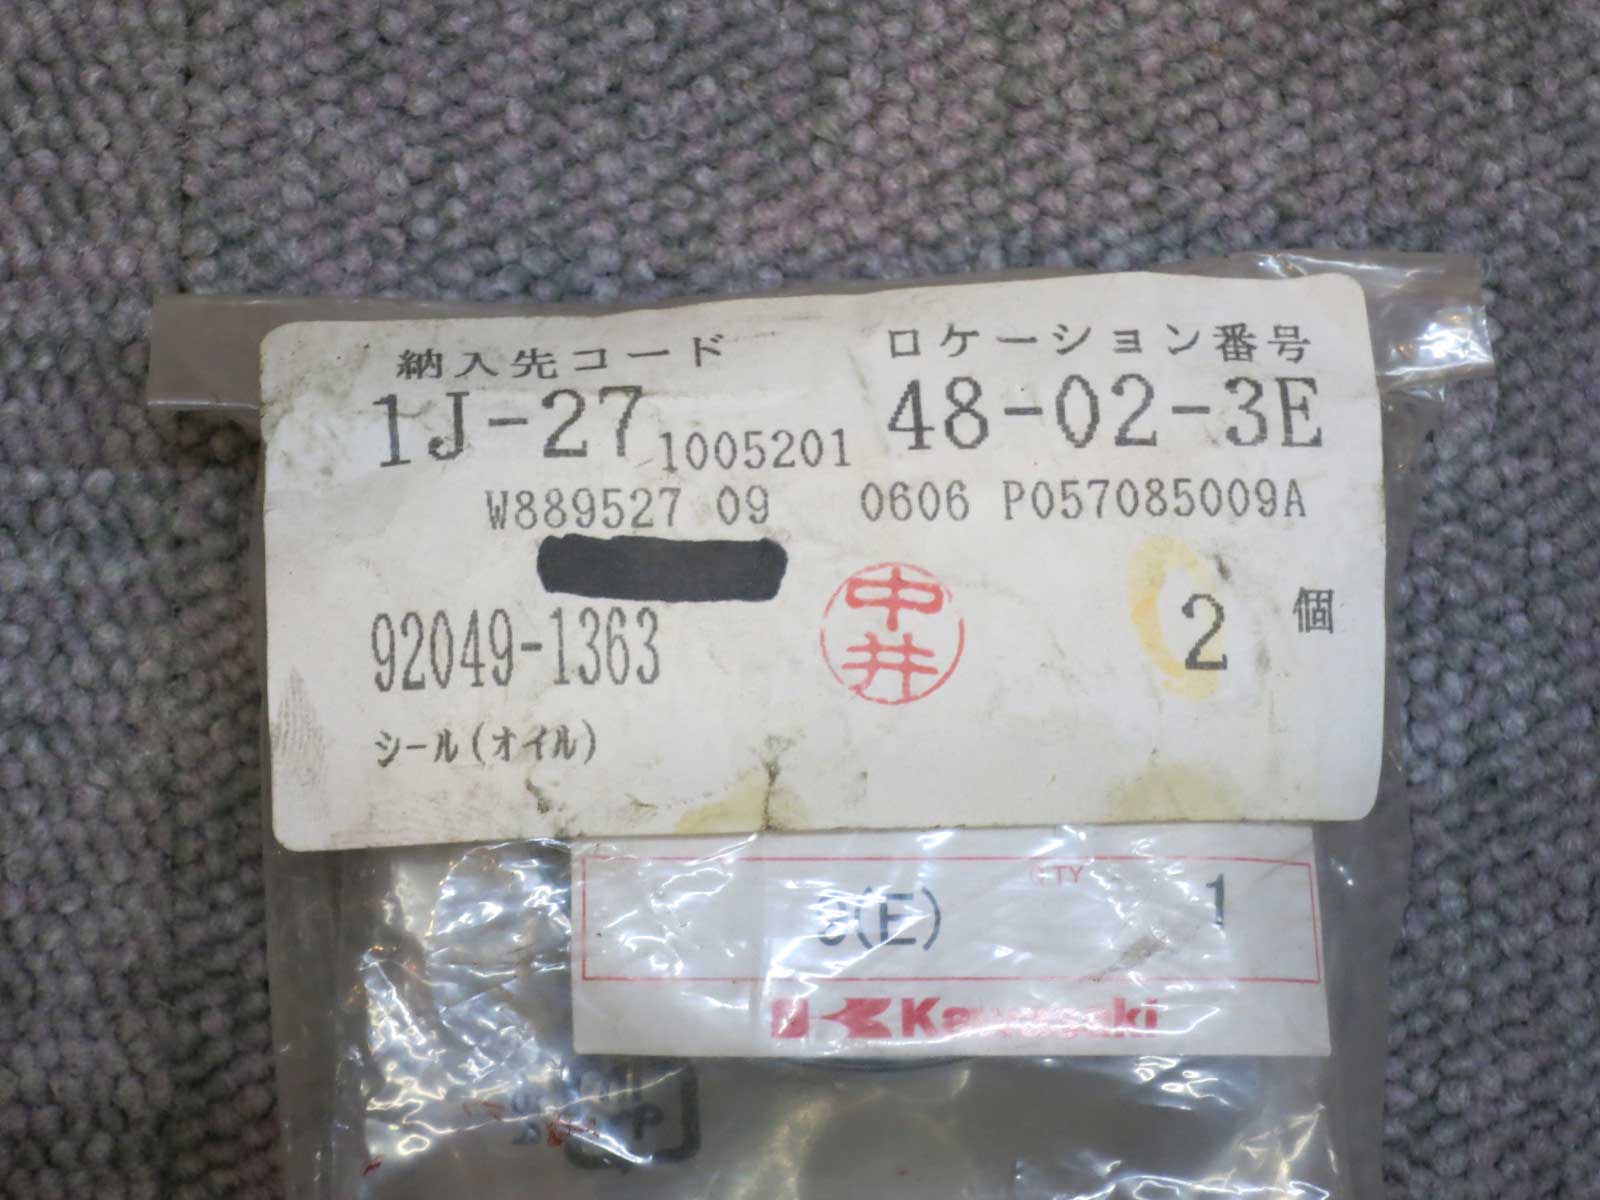 納入先コード ロケーション番号
1J-27 1005201 48-02-3E
W889527 09 0606 P057085009A
中井
92049-1363 2 個
シール(オイル)
QTY
(E) 1
Kawasaki